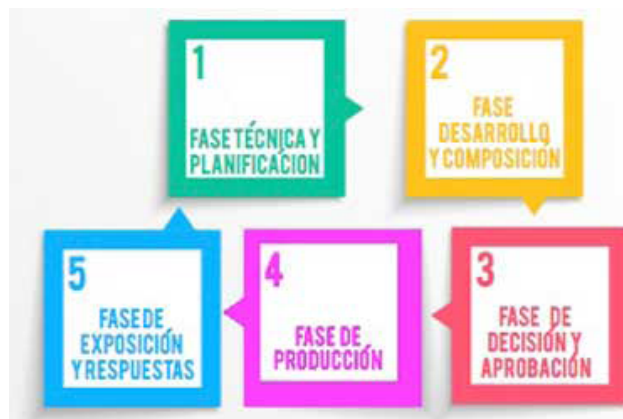 1
FASE TÉCNICA Y
PLANIFICACION
2
FASE
DESARROLLO
Y COMPOSICIÓN
3
FASE DE
DECISIÓN Y
APROBACIÓN
4
FASE DE
PRODUCCIÓN
5
FASE DE
EXPOSICIÓN
Y RESPUESTAS